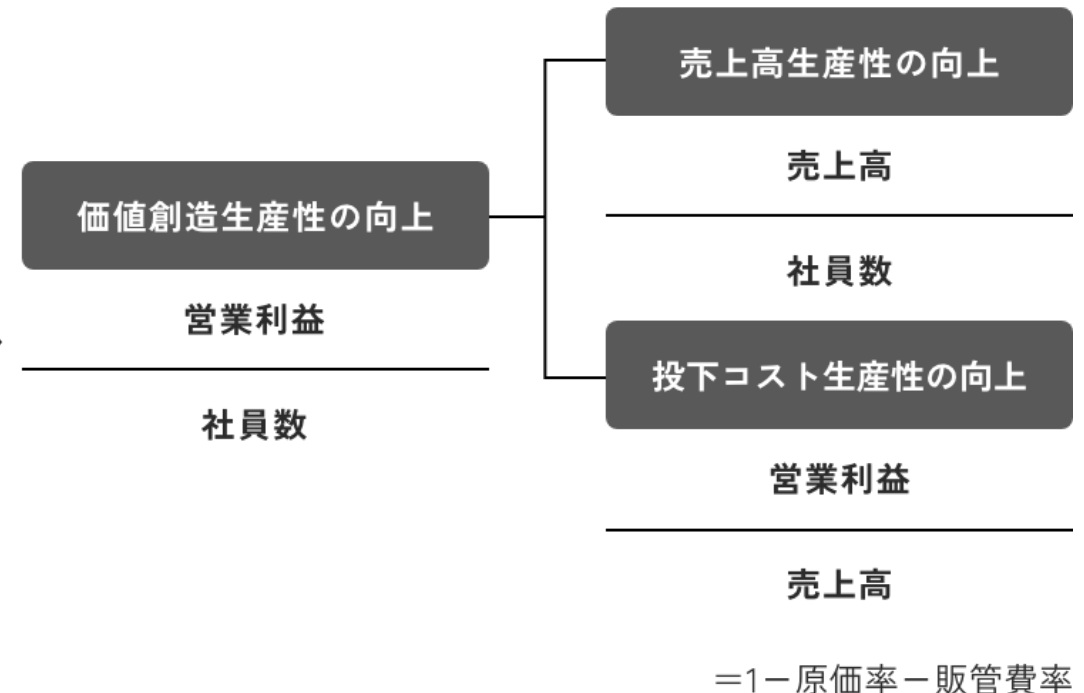 価値創造生産性の向上
営業利益
社員数
売上高生産性の向上
売上高
社員数
投下コスト生産性の向上
営業利益
売上高
＝1－原価率－販管費率